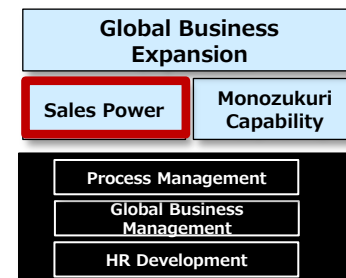 Global Business
Expansion
Sales Power
Monozukuri
Capability
Process Management
Global Business
Management
HR Development